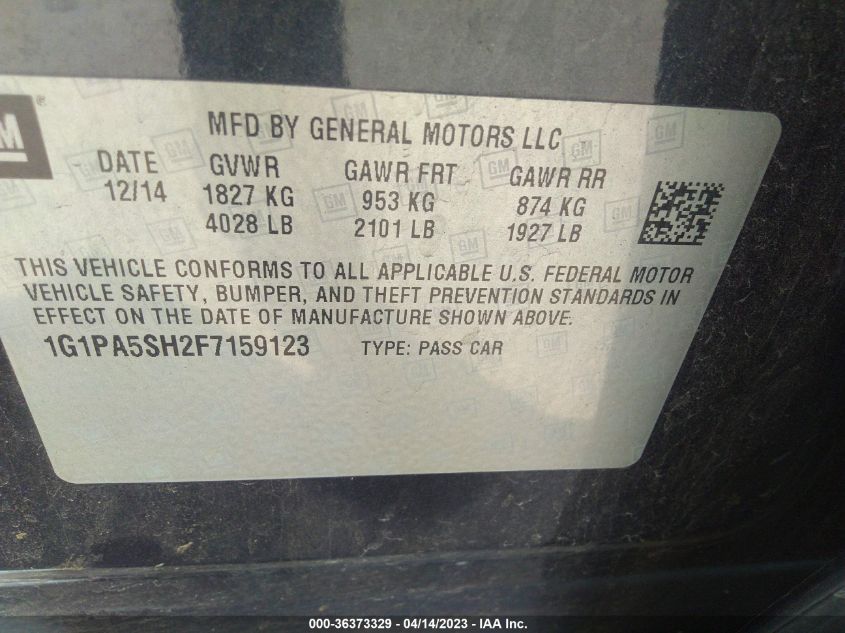 GM®
MFD BY GENERAL MOTORS LLC
DATE GVWR GAWR FRT GAWR RR
12/14 1827 KG 953 KG 874 KG
4028 LB 2101 LB 1927 LB
THIS VEHICLE CONFORMS TO ALL APPLICABLE U.S. FEDERAL MOTOR
VEHICLE SAFETY, BUMPER, AND THEFT PREVENTION STANDARDS IN
EFFECT ON THE DATE OF MANUFACTURE SHOWN ABOVE.
1G1PA5SH2F7159123 TYPE: PASS CAR
000-36373329 - 04/14/2023 - IAA Inc.